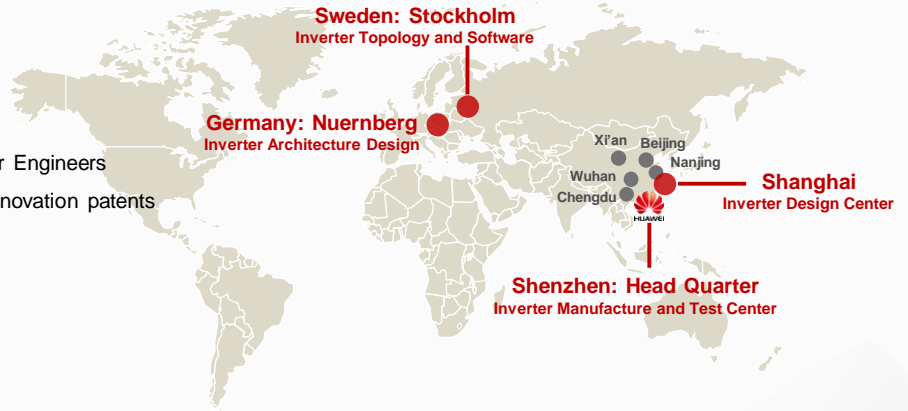 Sweden: Stockholm
Inverter Topology and Software
Germany: Nuernberg
Inverter Architecture Design
r Engineers
novation patents
Xi'an
Beijing
Nanjing
Wuhan
Chengdu
HUAWEI
Shanghai
Inverter Design Center
Shenzhen: Head Quarter
Inverter Manufacture and Test Center